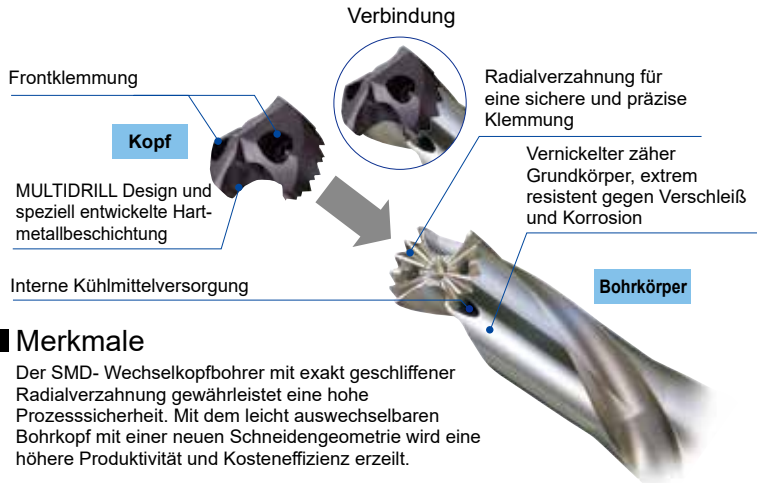 Verbindung
Frontklemmung
Kopf
MULTIDRILL Design und
speziell entwickelte Hart-
metallbeschichtung
Radialverzahnung für
eine sichere und präzise
Klemmung
Vernickelter zäher
Grundkörper, extrem
resistent gegen Verschleiß
und Korrosion
Interne Kühlmittelversorgung
Bohrkörper
Merkmale
Der SMD- Wechselkopfbohrer mit exakt geschliffener
Radialverzahnung gewährleistet eine hohe
Prozesssicherheit. Mit dem leicht auswechselbaren
Bohrkopf mit einer neuen Schneidengeometrie wird eine
höhere Produktivität und Kosteneffizienz erzeilt.